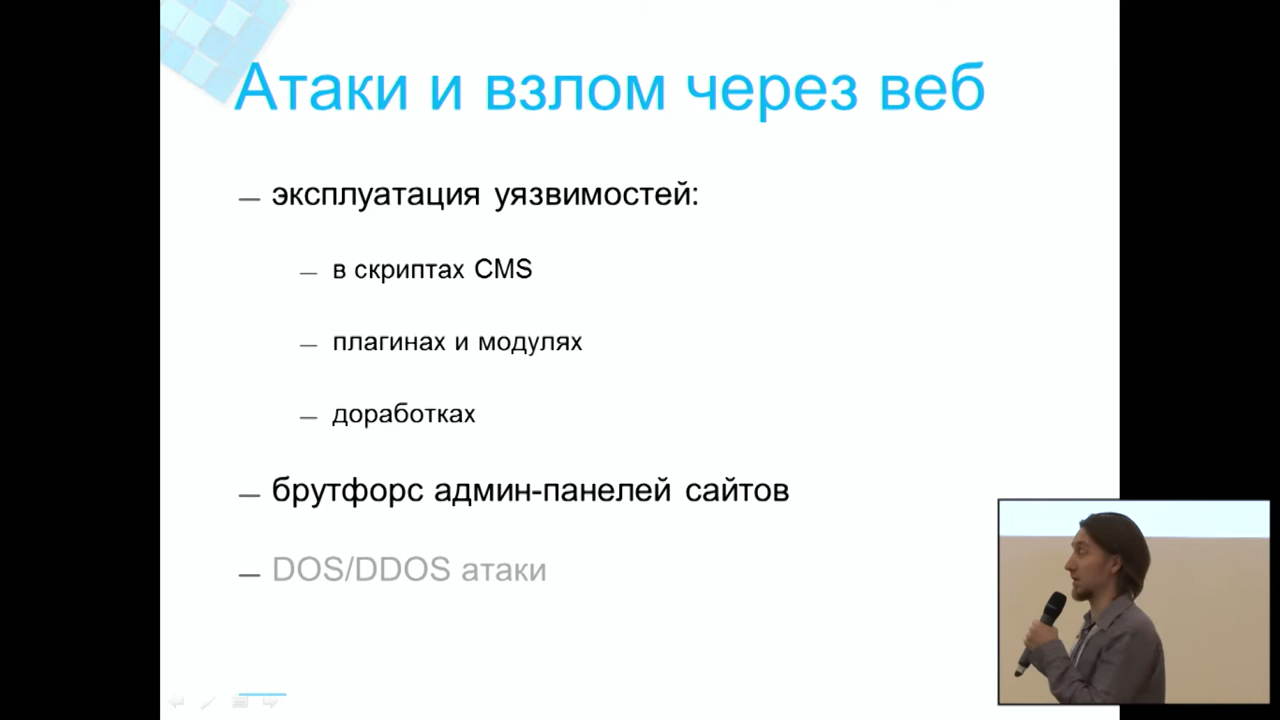 Атаки и взлом через веб
— эксплуатация уязвимостей:
— в скриптах CMS
— плагинах и модулях
— доработках
— брутфорс админ-панелей сайтов
— DOS/DDOS атаки